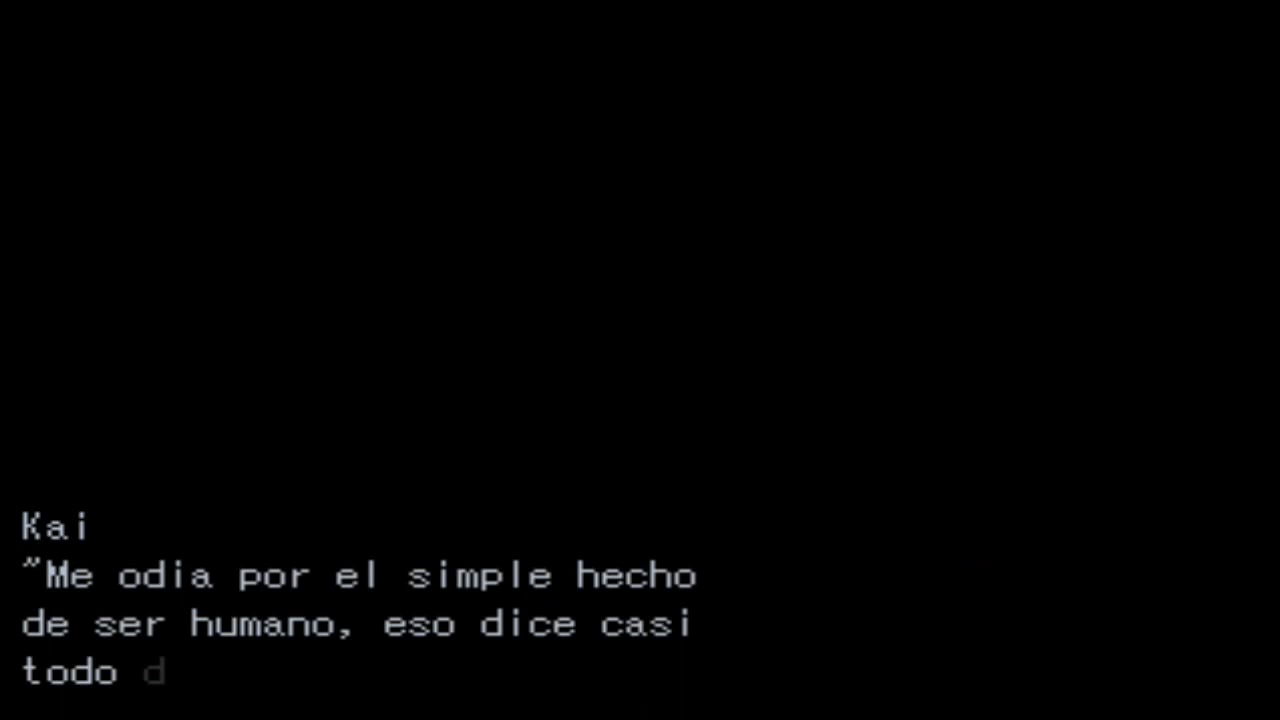 Kai
"Me odia por el simple hecho
de ser humano, eso dice casi
todo d